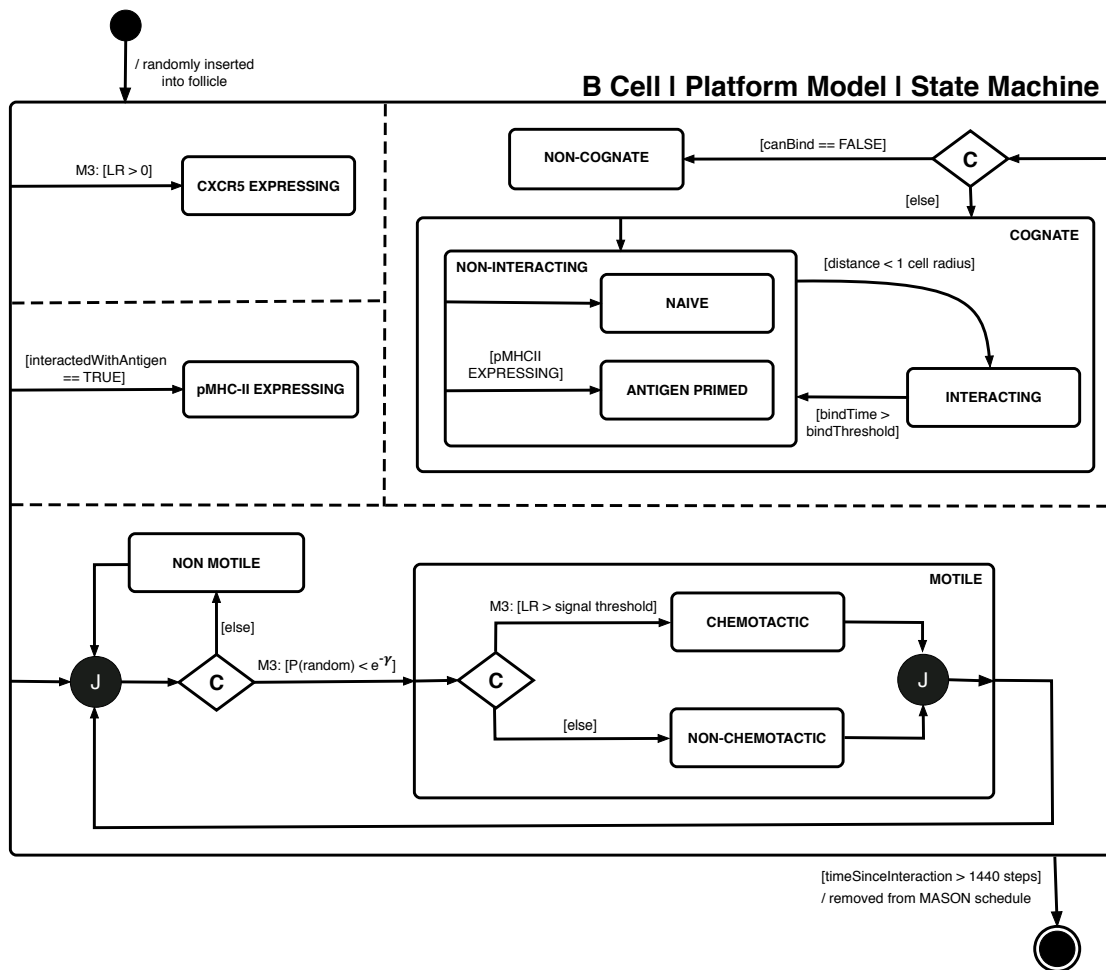 / randomly inserted
into follicle
B Cell | Platform Model | State Machine
M3: [LR > 0]
CXCR5 EXPRESSING
NON-COGNATE
[canBind == FALSE]
C
[else]
COGNATE
NON-INTERACTING
[distance < 1 cell radius]
NAIVE
[interactedWithAntigen
== TRUE]
pMHC-II EXPRESSING
[pMHCII
EXPRESSING]
ANTIGEN PRIMED
INTERACTING
[bindTime >
bindThreshold]
NON MOTILE
[else]
J
C
M3: [P(random) < e-γ]
MOTILE
M3: [LR > signal threshold]
CHEMOTACTIC
C
J
[else]
NON-CHEMOTACTIC
[timeSinceInteraction > 1440 steps]
/ removed from MASON schedule